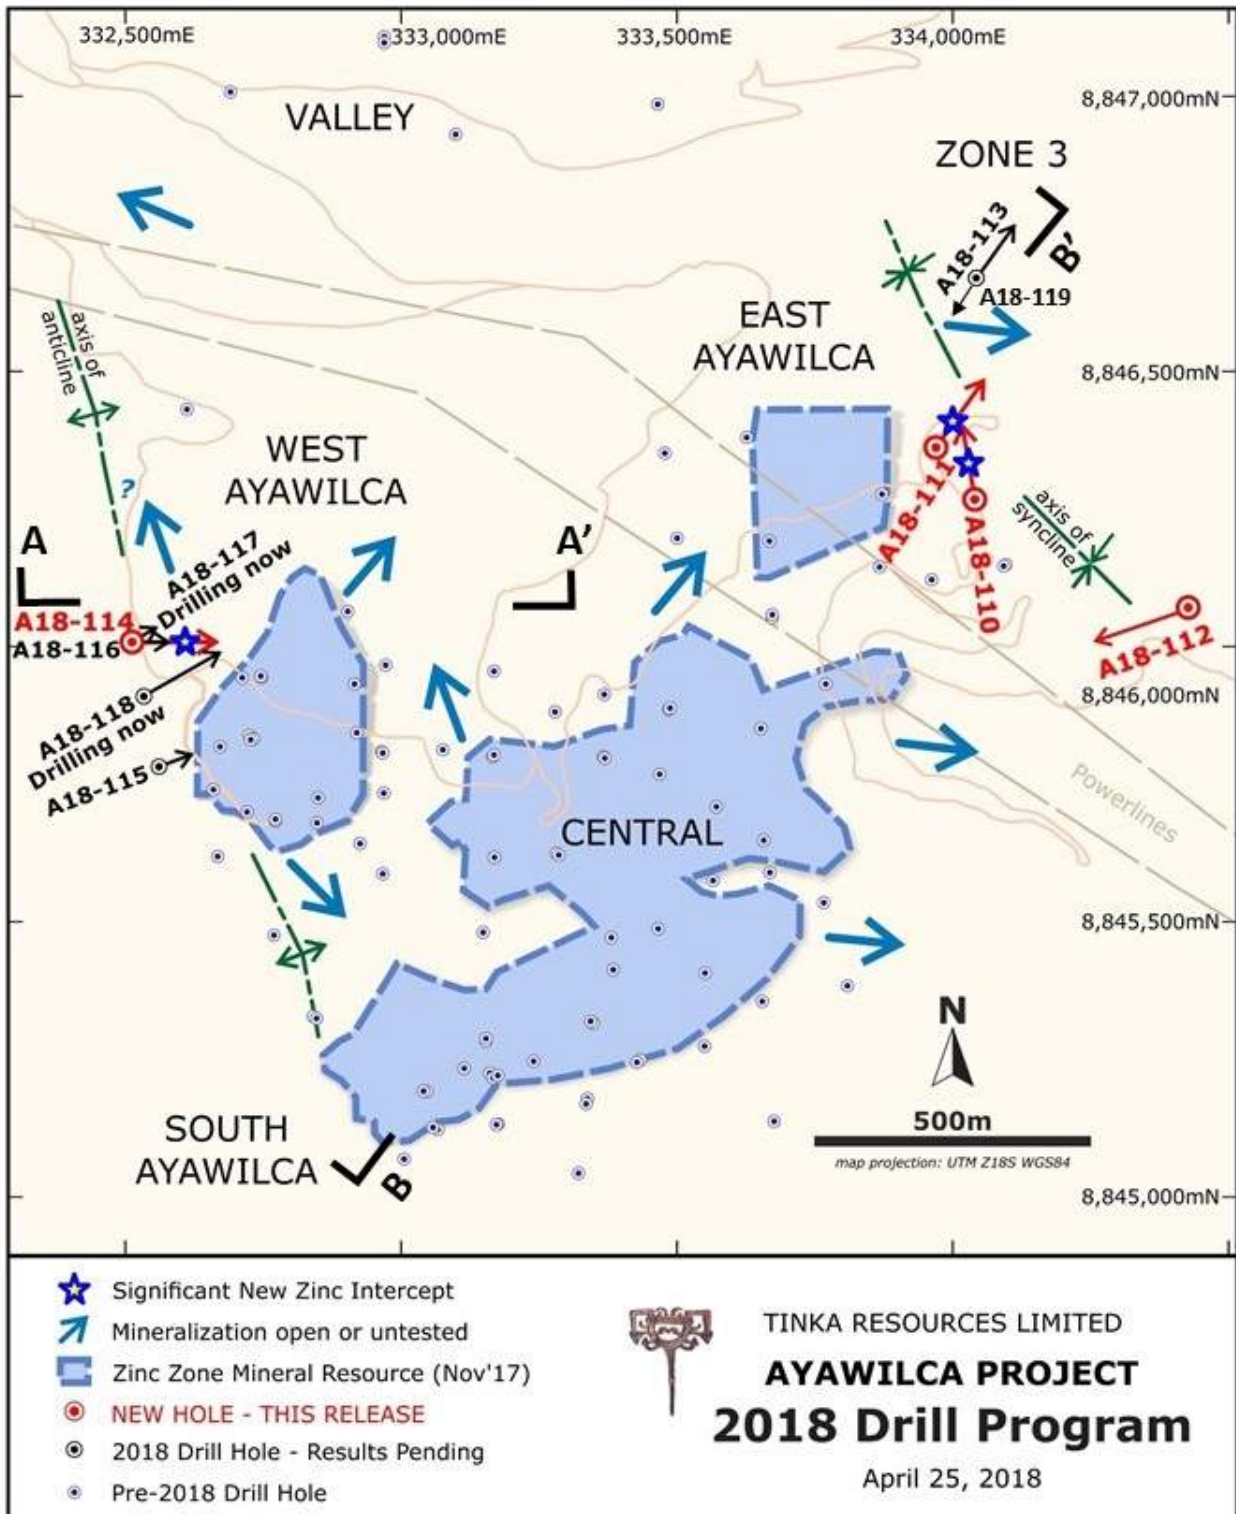 332,500mE
333,000mE
333,500mE
334,000mE
8,847,000mN
VALLEY
ZONE 3
A18-113
B'
A18-119
EAST
AYAWILCA
axis of
anticline
8,846,500mN
WEST
AYAWILCA
?
A18-111
A18-110
axis of
syncline
A
A'
A18-117
Drilling now
A18-114
A18-116
A18-112
A18-118
Drilling now
8,846,000mN
A18-115
Powerlines
CENTRAL
8,845,500mN
N
500m
map projection: UTM Z18S WGS84
SOUTH
AYAWILCA
B
8,845,000mN
Significant New Zinc Intercept
Mineralization open or untested
Zinc Zone Mineral Resource (Nov'17)
NEW HOLE - THIS RELEASE
2018 Drill Hole - Results Pending
Pre-2018 Drill Hole
TINKA RESOURCES LIMITED
AYAWILCA PROJECT
2018 Drill Program
April 25, 2018